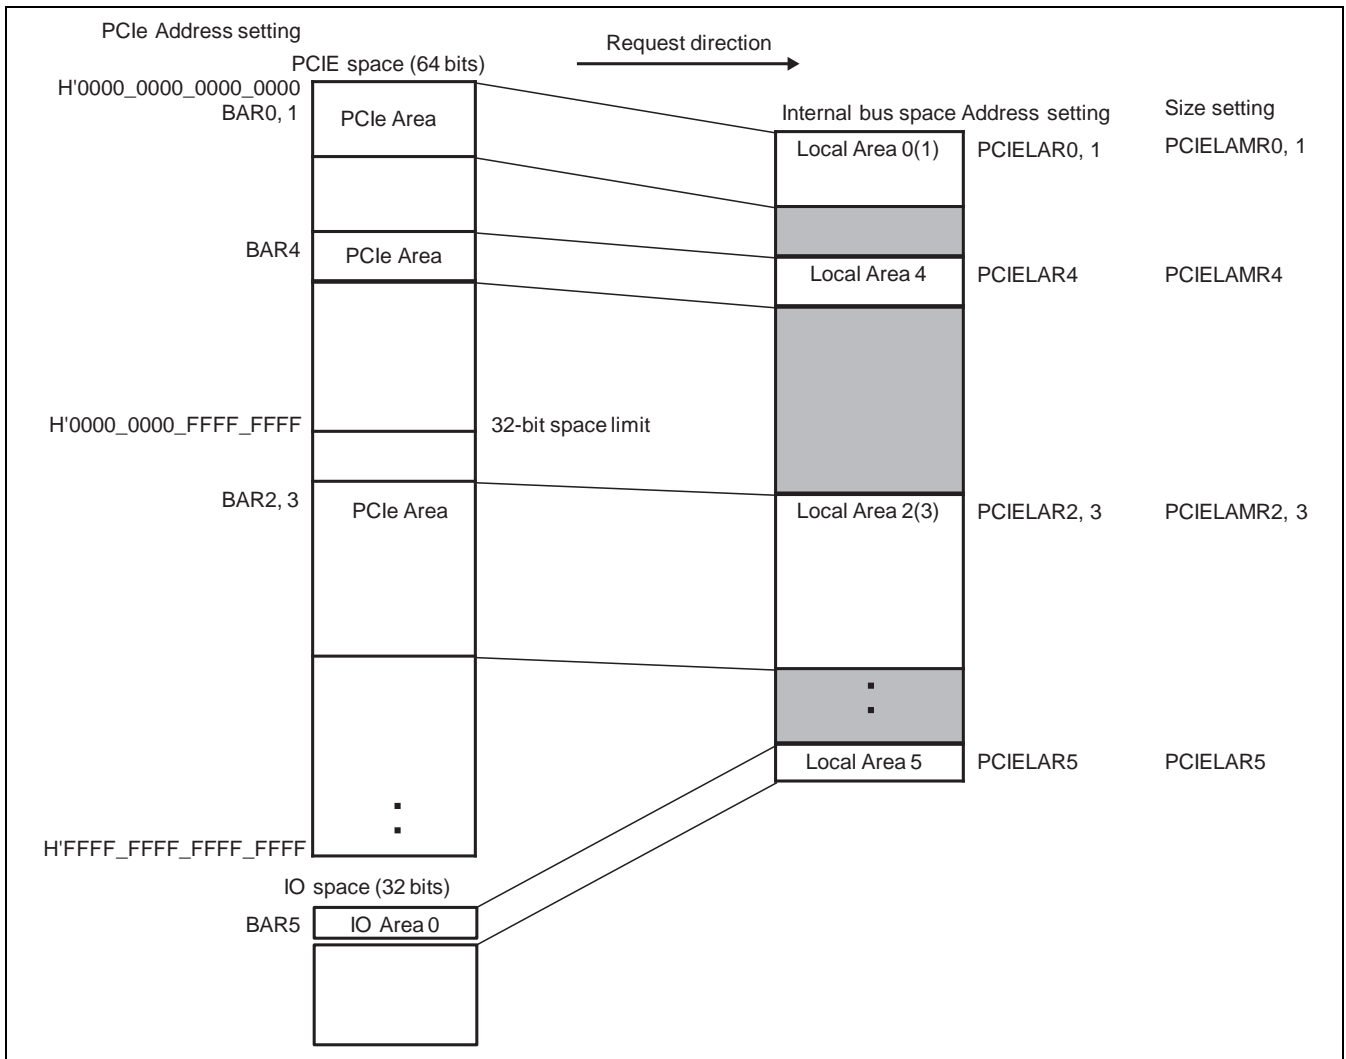 PCIe Address setting
Request direction
PCIE space (64 bits)
H'0000_0000_0000_0000
BAR0, 1
PCIe Area
Internal bus space Address setting
Size setting
Local Area 0(1)
PCIELAR0, 1
PCIELAMR0, 1
BAR4
PCIe Area
Local Area 4
PCIELAR4
PCIELAMR4
H'0000_0000_FFFF_FFFF
32-bit space limit
BAR2, 3
PCIe Area
Local Area 2(3)
PCIELAR2, 3
PCIELAMR2, 3
Local Area 5
PCIELAR5
PCIELAR5
H'FFFF_FFFF_FFFF_FFFF
IO space (32 bits)
BAR5
IO Area 0